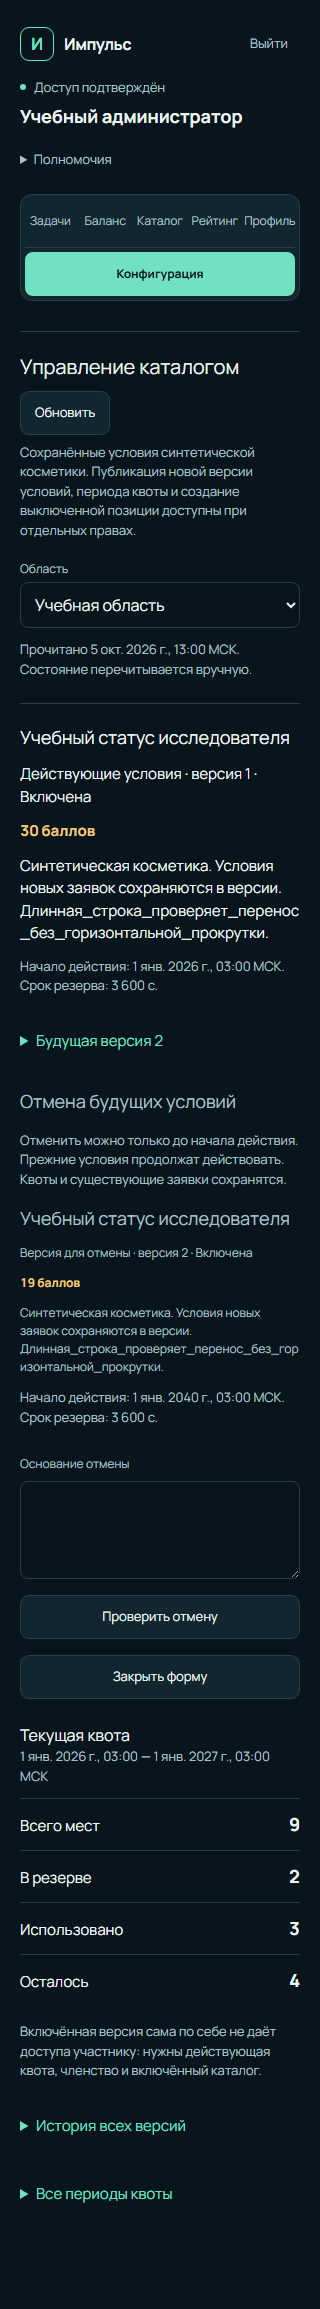 И Импульс Выйти
Доступ подтверждён
Учебный администратор
Полномочия
Задачи Баланс Каталог Рейтинг Профиль
Конфигурация
Управление каталогом
Обновить
Сохранённые условия синтетической
косметики. Публикация новой версии
условий, периода квоты и создание
выключенной позиции доступны при
отдельных правах.
Область
Учебная область
Прочитано 5 окт. 2026 г., 13:00 МСК.
Состояние перечитывается вручную.
Учебный статус исследователя
Действующие условия · версия 1 ·
Включена
30 баллов
Синтетическая косметика. Условия
новых заявок сохраняются в версии.
Длинная_строка_проверяет_перенос
_без_горизонтальной_прокрутки.
Начало действия: 1 янв. 2026 г., 03:00 МСК.
Срок резерва: 3 600 с.
Будущая версия 2
Отмена будущих условий
Отменить можно только до начала действия.
Прежние условия продолжат действовать.
Квоты и существующие заявки сохранятся.
Учебный статус исследователя
Версия для отмены · версия 2 · Включена
19 баллов
Синтетическая косметика. Условия новых
заявок сохраняются в версии.
Длинная_строка_проверяет_перенос_без_гор
изонтальной_прокрутки.
Начало действия: 1 янв. 2040 г., 03:00 МСК.
Срок резерва: 3 600 с.
Основание отмены
Проверить отмену
Закрыть форму
Текущая квота
1 янв. 2026 г., 03:00 — 1 янв. 2027 г., 03:00
МСК
Всего мест 9
В резерве 2
Использовано 3
Осталось 4
Включённая версия сама по себе не даёт
доступа участнику: нужны действующая
квота, членство и включённый каталог.
История всех версий
Все периоды квоты